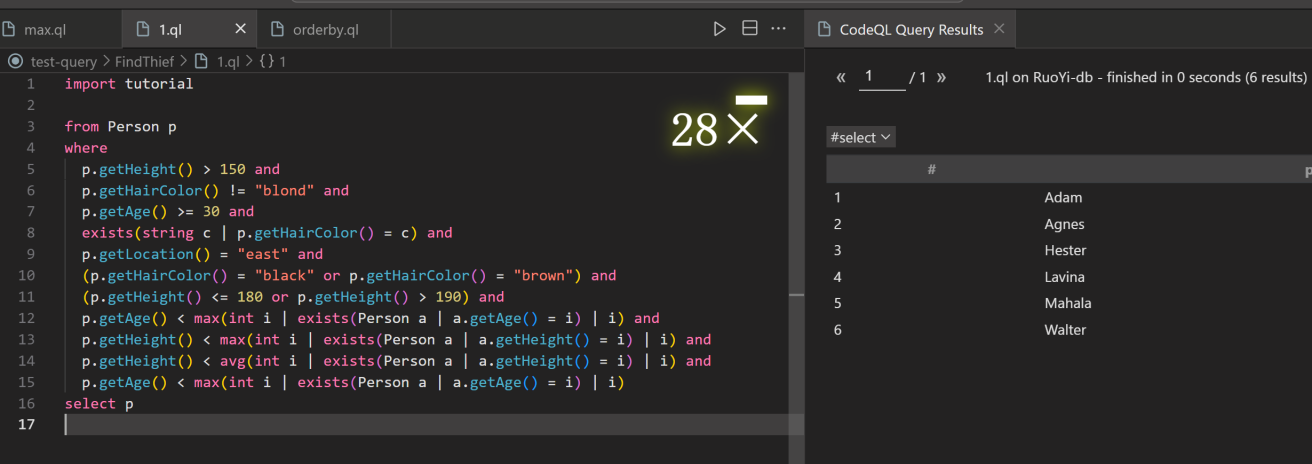 max.ql 1.ql orderby.ql
test-query > FindThief > 1.ql > {} 1
1 import tutorial
2
3 from Person p
4 where
5 p.getHeight() > 150 and
6 p.getHairColor() != "blond" and
7 p.getAge() >= 30 and
8 exists(string c | p.getHairColor() = c) and
9 p.getLocation() = "east" and
10 (p.getHairColor() = "black" or p.getHairColor() = "brown") and
11 (p.getHeight() <= 180 or p.getHeight() > 190) and
12 p.getAge() < max(int i | exists(Person a | a.getAge() = i) | i) and
13 p.getHeight() < max(int i | exists(Person a | a.getHeight() = i) | i) and
14 p.getHeight() < avg(int i | exists(Person a | a.getHeight() = i) | i) and
15 p.getAge() < max(int i | exists(Person a | a.getAge() = i) | i)
16 select p
17
28×
CodeQL Query Results
« 1 / 1 » 1.ql on RuoYi-db - finished in 0 seconds (6 results)
#select
# p
1 Adam
2 Agnes
3 Hester
4 Lavina
5 Mahala
6 Walter